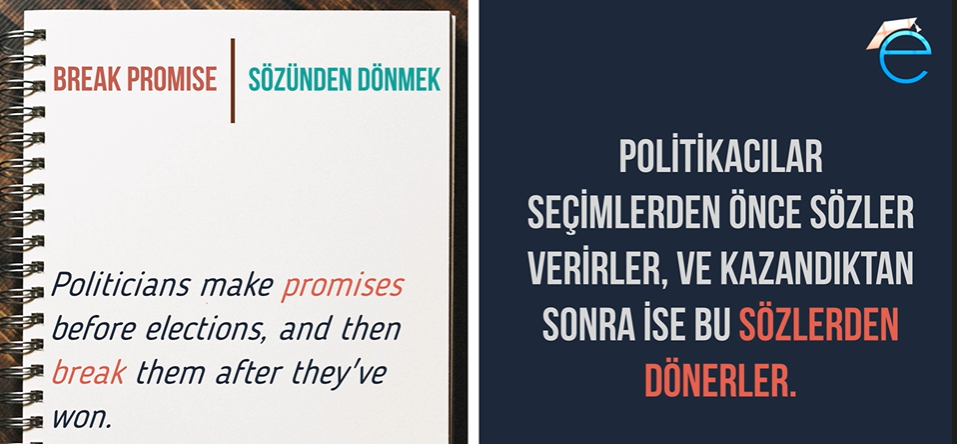 BREAK PROMISE | SÖZÜNDEN DÖNMEK
Politicians make promises
before elections, and then
break them after they've
won.
e
POLİTİKACILAR
SEÇİMLERDEN ÖNCE SÖZLER
VERİRLER, VE KAZANDIKTAN
SONRA İSE BU SÖZLERDEN
DÖNERLER.